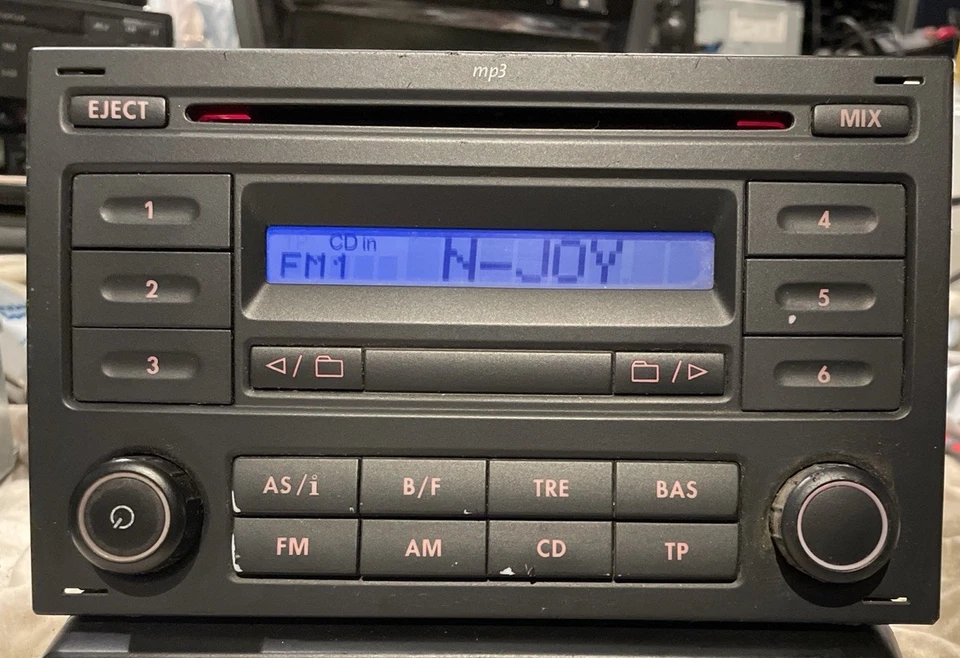 mp3
EJECT
MIX
1
4
CD in
FM1 N-JOY
2
5
3
6
AS/i B/F TRE BAS
FM AM CD TP